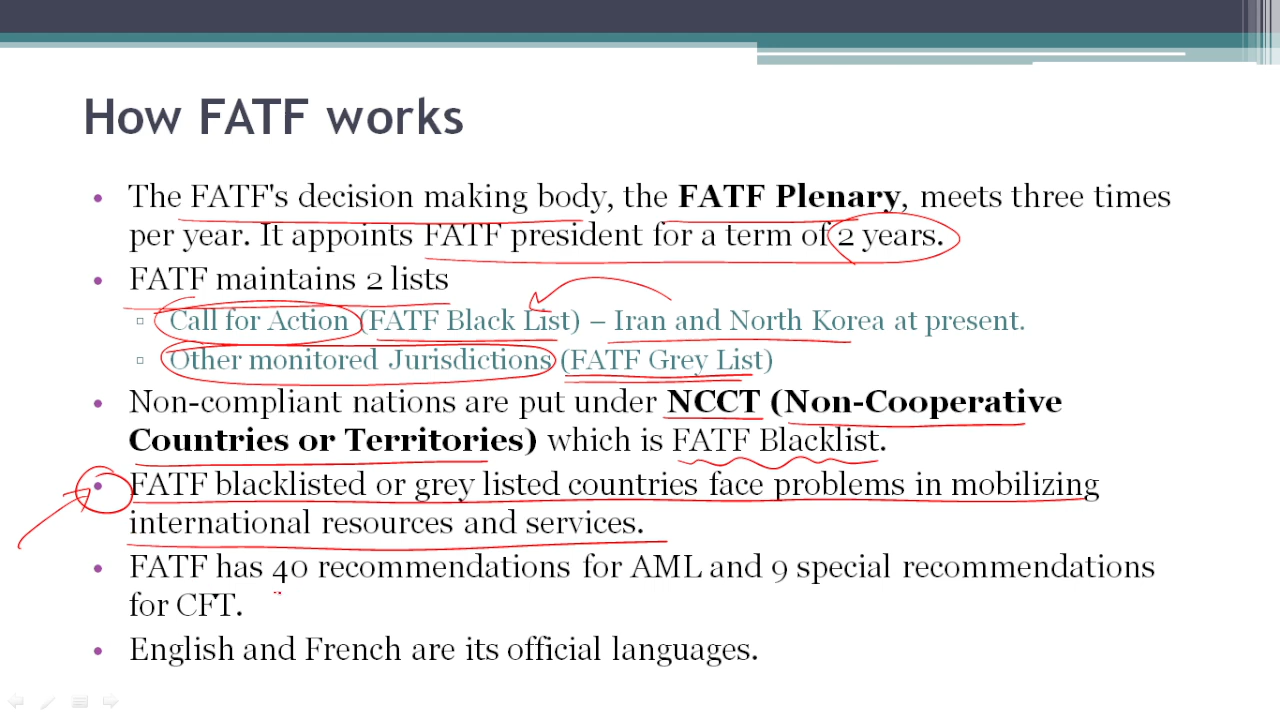 How FATF works
• The FATF's decision making body, the FATF Plenary, meets three times
per year. It appoints FATF president for a term of 2 years.
• FATF maintains 2 lists
▫ Call for Action (FATF Black List) – Iran and North Korea at present.
▫ Other monitored Jurisdictions (FATF Grey List)
• Non-compliant nations are put under NCCT (Non-Cooperative
Countries or Territories) which is FATF Blacklist.
• FATF blacklisted or grey listed countries face problems in mobilizing
international resources and services.
• FATF has 40 recommendations for AML and 9 special recommendations
for CFT.
• English and French are its official languages.